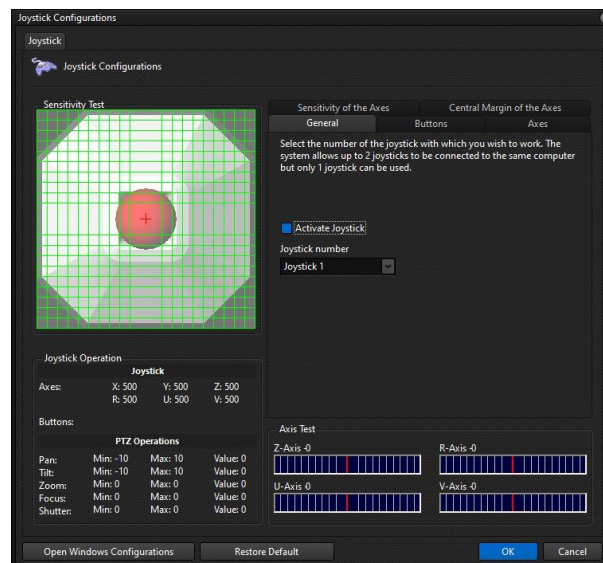 Joystick Configurations
Joystick
Joystick Configurations
Sensitivity Test
Sensitivity of the Axes Central Margin of the Axes
General Buttons Axes
Select the number of the joystick with which you wish to work. The
system allows up to 2 joysticks to be connected to the same computer
but only 1 joystick can be used.
Activate Joystick
Joystick number
Joystick 1
Joystick Operation
Joystick
Axes: X: 500 Y: 500 Z: 500
R: 500 U: 500 V: 500
Buttons:
PTZ Operations
Pan: Min: -10 Max: 10 Value: 0
Tilt: Min: -10 Max: 10 Value: 0
Zoom: Min: 0 Max: 0 Value: 0
Focus: Min: 0 Max: 0 Value: 0
Shutter: Min: 0 Max: 0 Value: 0
Axis Test
Z-Axis -0 R-Axis -0
U-Axis -0 V-Axis -0
Open Windows Configurations Restore Default OK Cancel